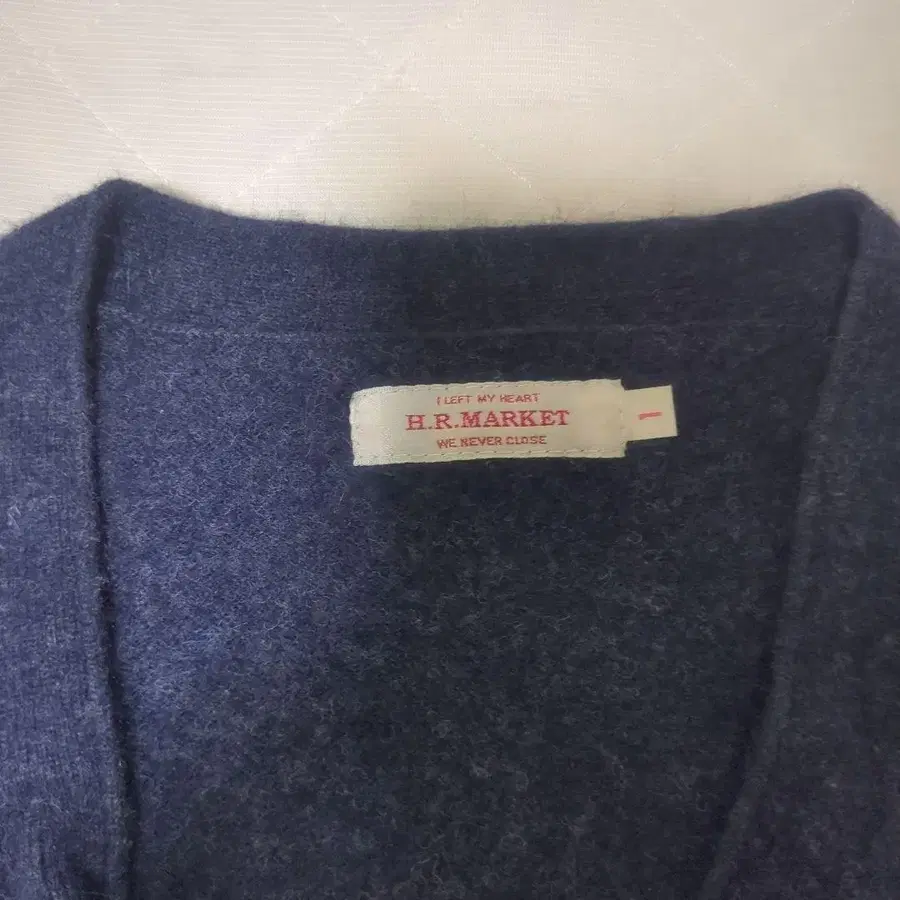 I LEFT MY HEART
H.R.MARKET
WE NEVER CLOSE
1